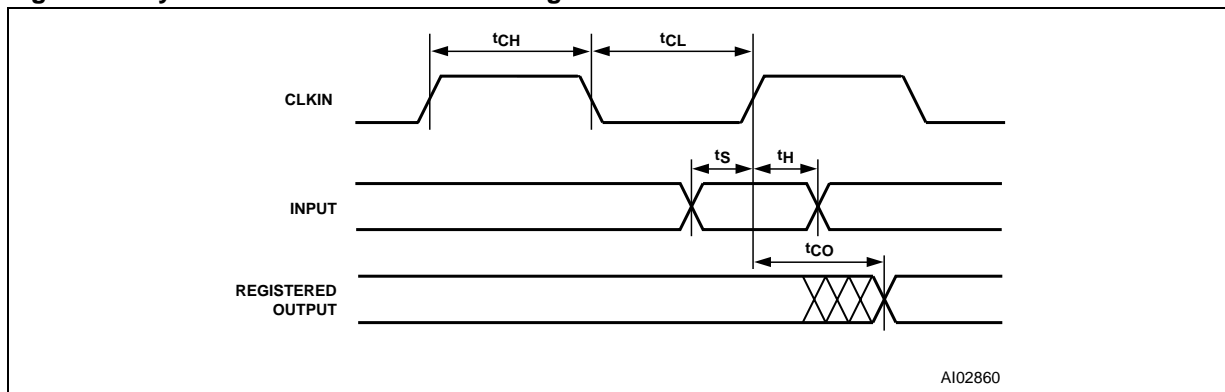 tCH
tCL
CLKIN
tS
tH
INPUT
tCO
REGISTERED
OUTPUT
AI02860